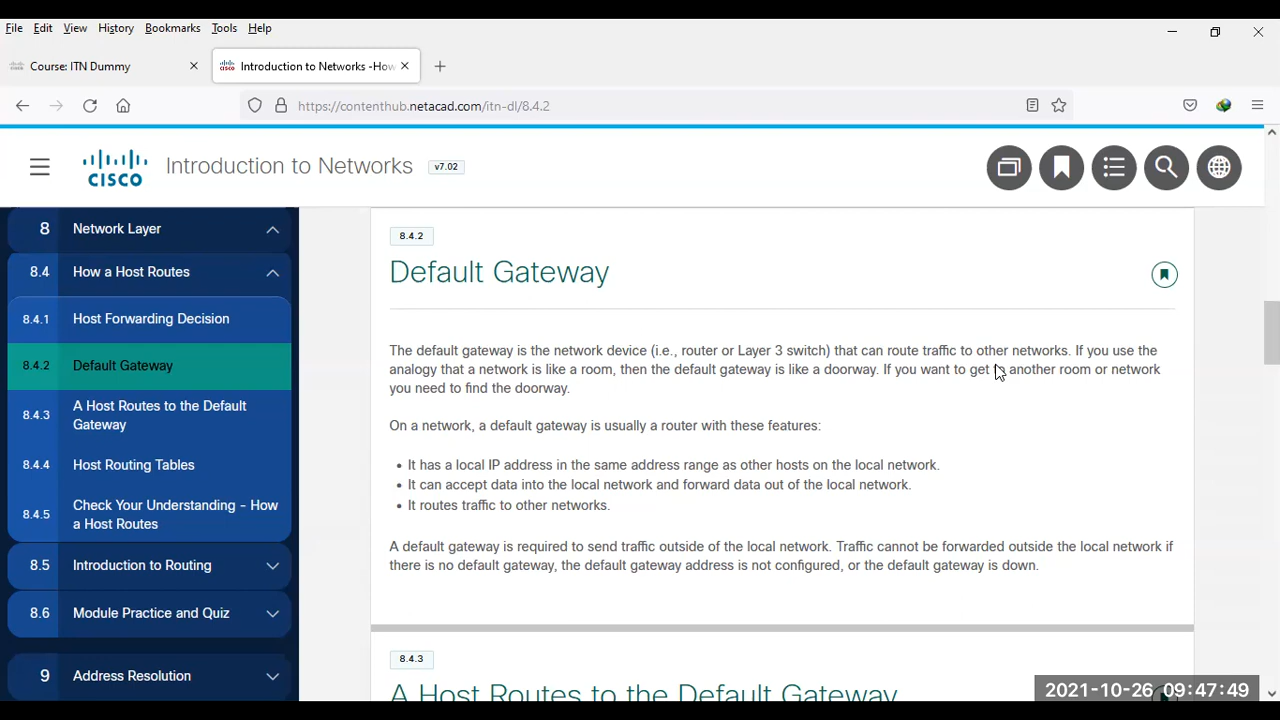 File Edit View History Bookmarks Tools Help
Course: ITN Dummy
Introduction to Networks -How
https://contenthub.netacad.com/itn-dl/8.4.2
CISCO Introduction to Networks v7.02
8 Network Layer
8.4 How a Host Routes
8.4.1 Host Forwarding Decision
8.4.2 Default Gateway
8.4.3 A Host Routes to the Default
Gateway
8.4.4 Host Routing Tables
8.4.5 Check Your Understanding - How
a Host Routes
8.5 Introduction to Routing
8.6 Module Practice and Quiz
9 Address Resolution
8.4.2
Default Gateway
The default gateway is the network device (i.e., router or Layer 3 switch) that can route traffic to other networks. If you use the
analogy that a network is like a room, then the default gateway is like a doorway. If you want to get to another room or network
you need to find the doorway.
On a network, a default gateway is usually a router with these features:
• It has a local IP address in the same address range as other hosts on the local network.
• It can accept data into the local network and forward data out of the local network.
• It routes traffic to other networks.
A default gateway is required to send traffic outside of the local network. Traffic cannot be forwarded outside the local network if
there is no default gateway, the default gateway address is not configured, or the default gateway is down.
8.4.3
A Host Routes to the Default Gateway
2021-10-26 09:47:49